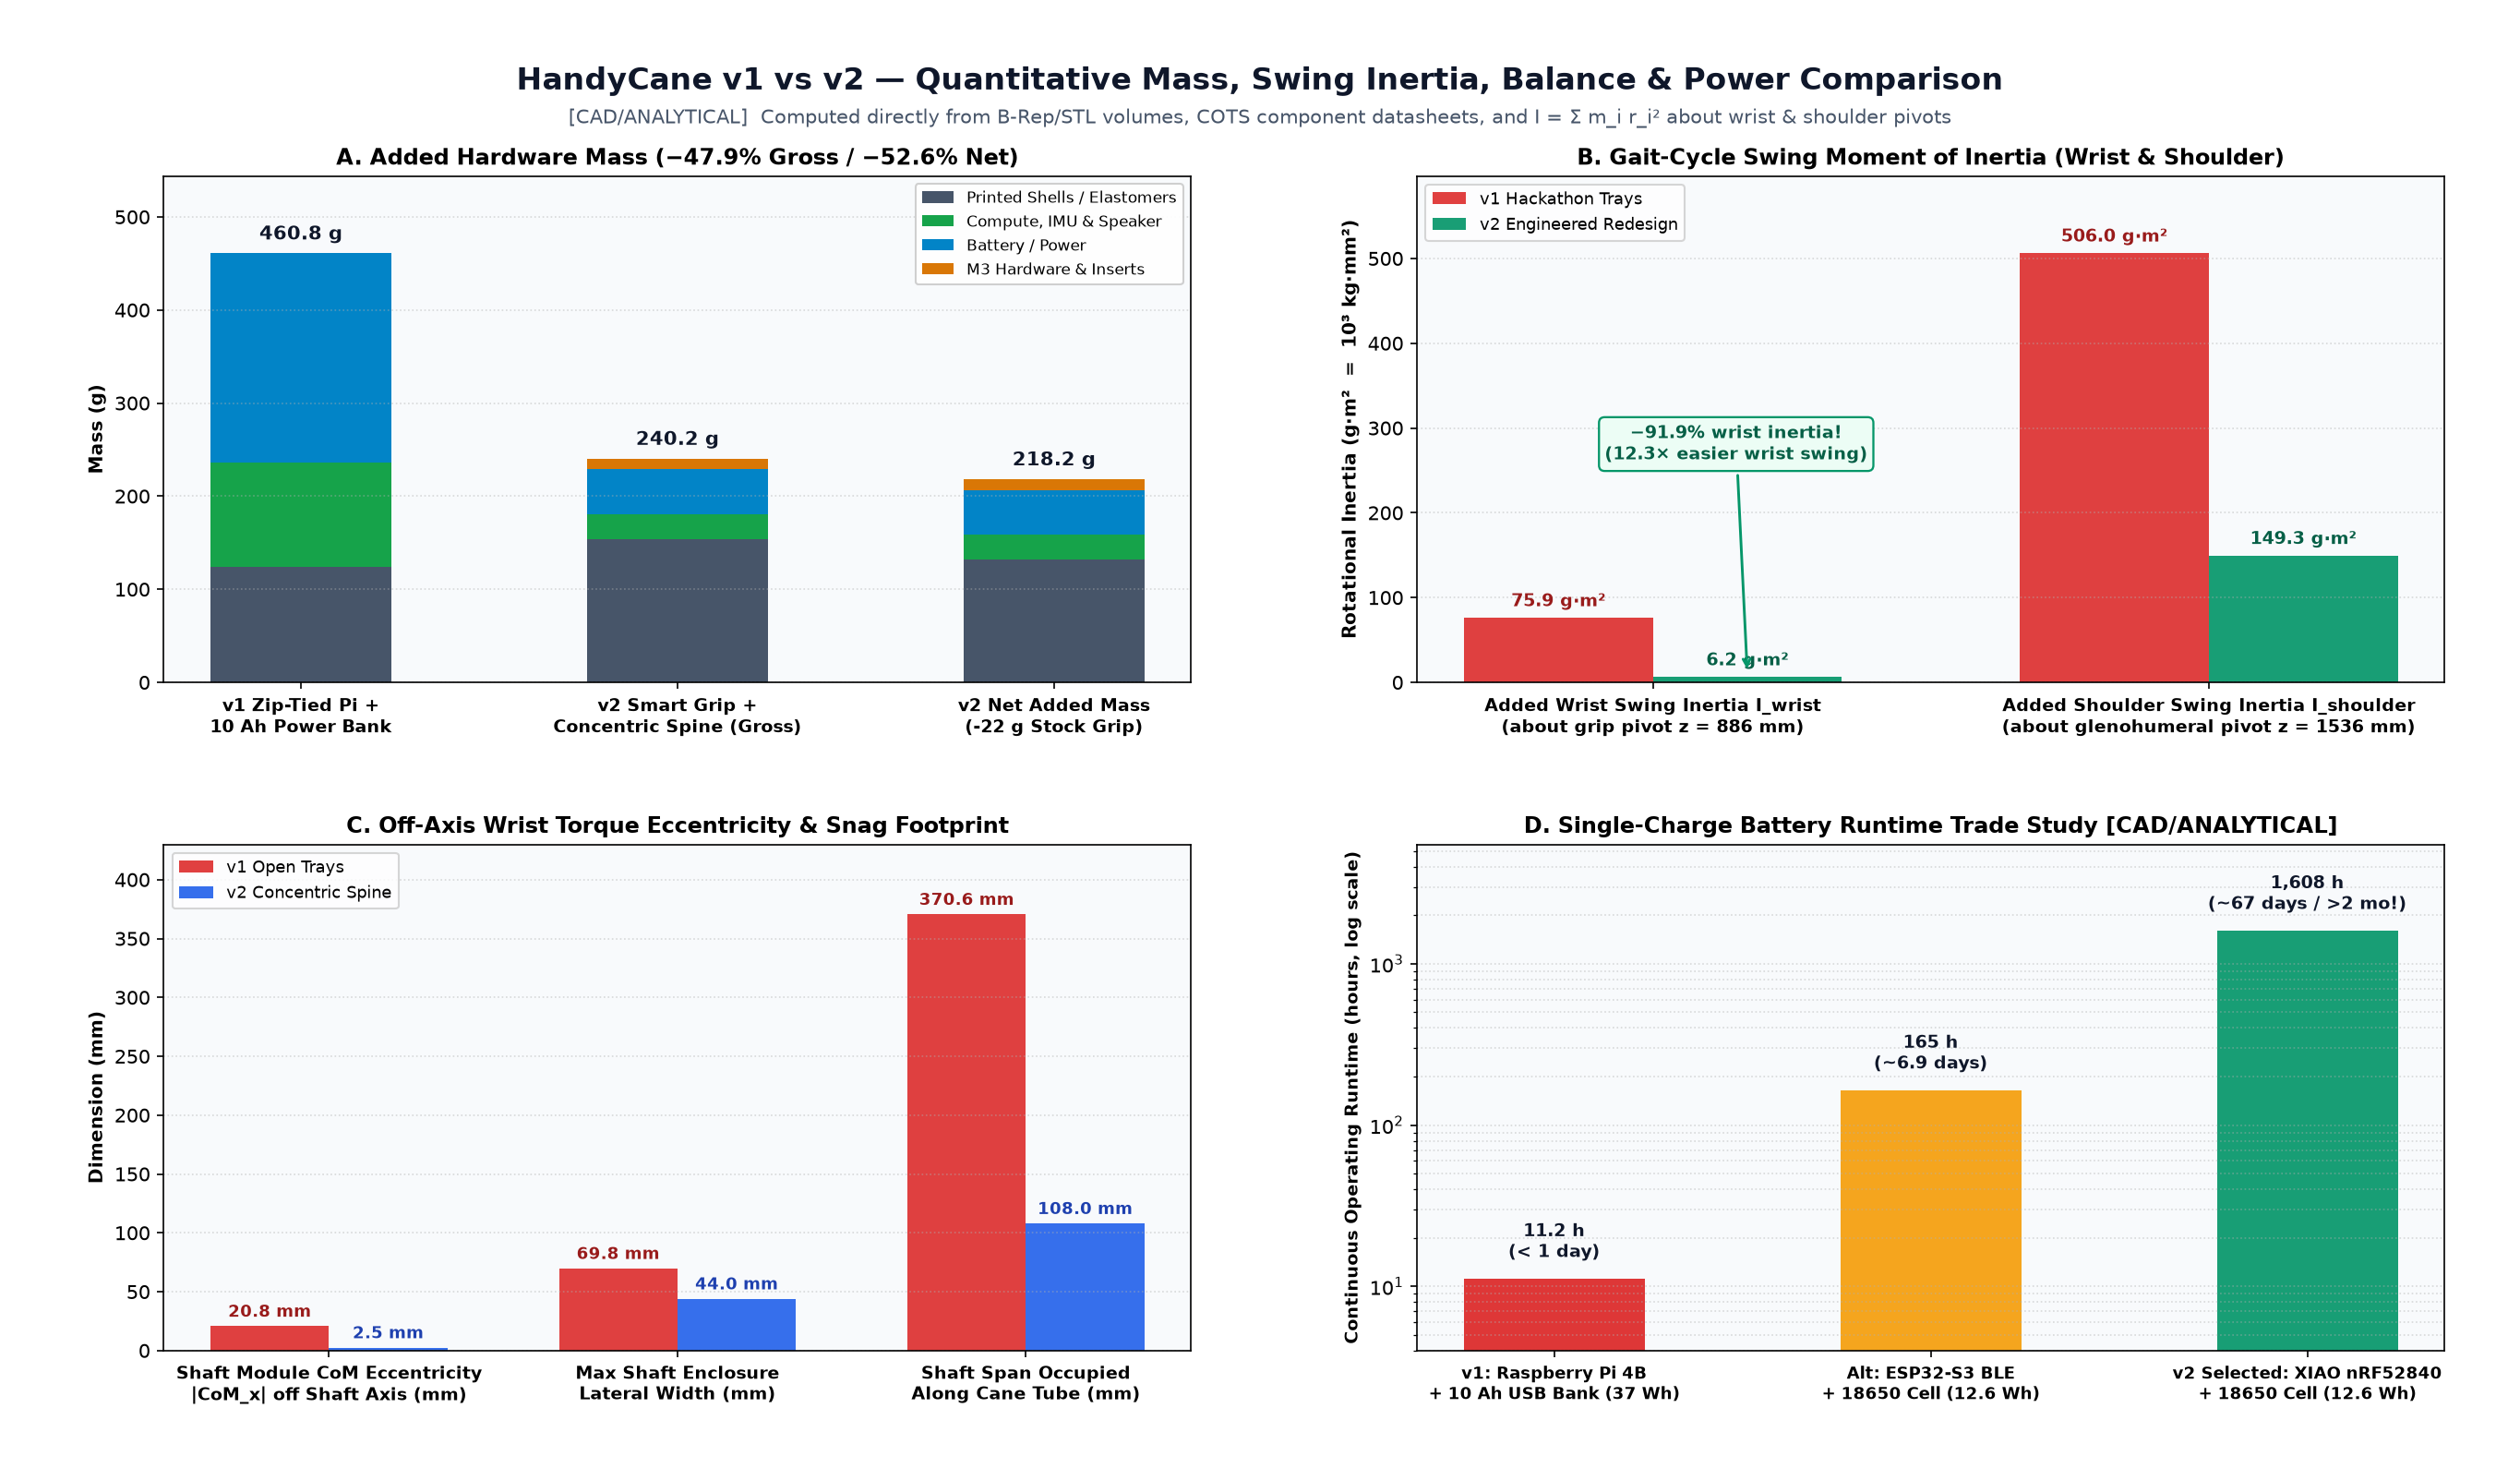 HandyCane v1 vs v2 — Quantitative Mass, Swing Inertia, Balance & Power Comparison
[CAD/ANALYTICAL]  Computed directly from B-Rep/STL volumes, COTS component datasheets, and I = Σ m_i r_i² about wrist & shoulder pivots
A. Added Hardware Mass (−47.9% Gross / −52.6% Net)
Mass (g)
500
400
300
200
100
0
Printed Shells / Elastomers
Compute, IMU & Speaker
Battery / Power
M3 Hardware & Inserts
460.8 g
240.2 g
218.2 g
v1 Zip-Tied Pi +
10 Ah Power Bank
v2 Smart Grip +
Concentric Spine (Gross)
v2 Net Added Mass
(-22 g Stock Grip)
B. Gait-Cycle Swing Moment of Inertia (Wrist & Shoulder)
Rotational Inertia (g·m² = 10³ kg·mm²)
500
400
300
200
100
0
v1 Hackathon Trays
v2 Engineered Redesign
506.0 g·m²
−91.9% wrist inertia!
(12.3× easier wrist swing)
149.3 g·m²
75.9 g·m²
6.2 g·m²
Added Wrist Swing Inertia I_wrist
(about grip pivot z = 886 mm)
Added Shoulder Swing Inertia I_shoulder
(about glenohumeral pivot z = 1536 mm)
C. Off-Axis Wrist Torque Eccentricity & Snag Footprint
Dimension (mm)
400
350
300
250
200
150
100
50
0
v1 Open Trays
v2 Concentric Spine
370.6 mm
108.0 mm
69.8 mm
44.0 mm
20.8 mm
2.5 mm
Shaft Module CoM Eccentricity
|CoM_x| off Shaft Axis (mm)
Max Shaft Enclosure
Lateral Width (mm)
Shaft Span Occupied
Along Cane Tube (mm)
D. Single-Charge Battery Runtime Trade Study [CAD/ANALYTICAL]
Continuous Operating Runtime (hours, log scale)
10³
10²
10¹
1,608 h
(~67 days / >2 mo!)
165 h
(~6.9 days)
11.2 h
(< 1 day)
v1: Raspberry Pi 4B
+ 10 Ah USB Bank (37 Wh)
Alt: ESP32-S3 BLE
+ 18650 Cell (12.6 Wh)
v2 Selected: XIAO nRF52840
+ 18650 Cell (12.6 Wh)